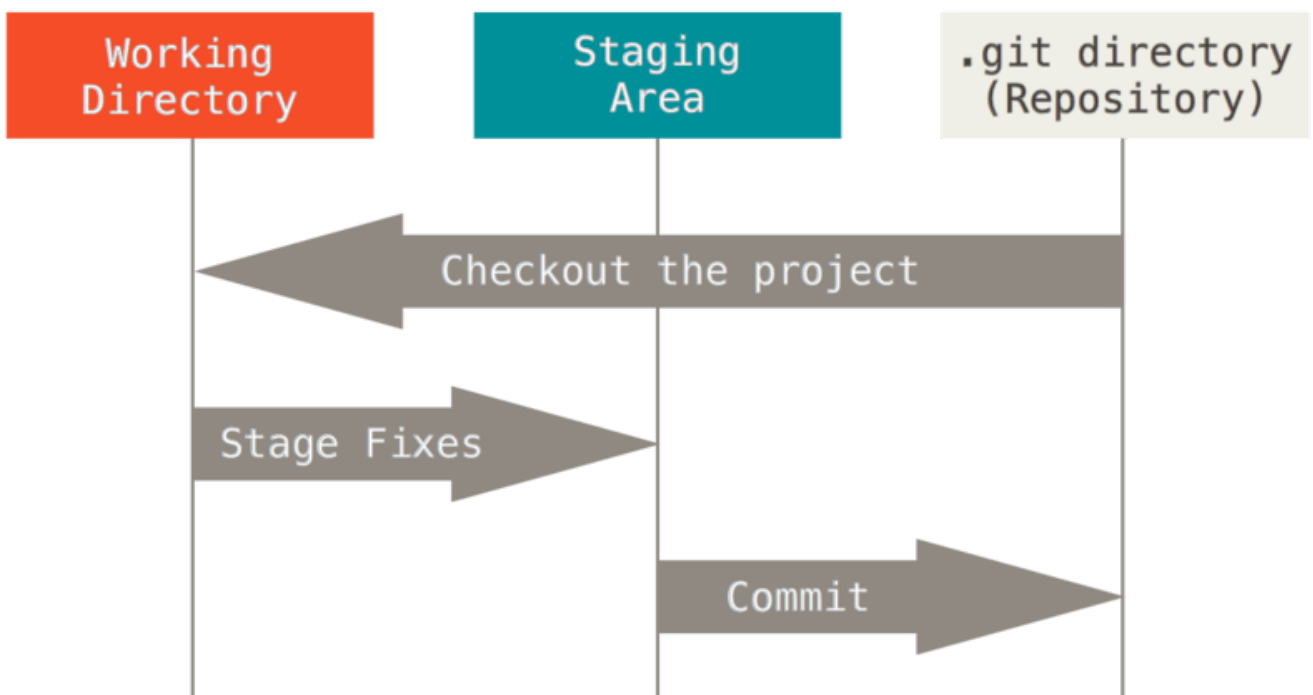 Working
Directory
Staging
Area
.git directory
(Repository)
Checkout the project
Stage Fixes
Commit